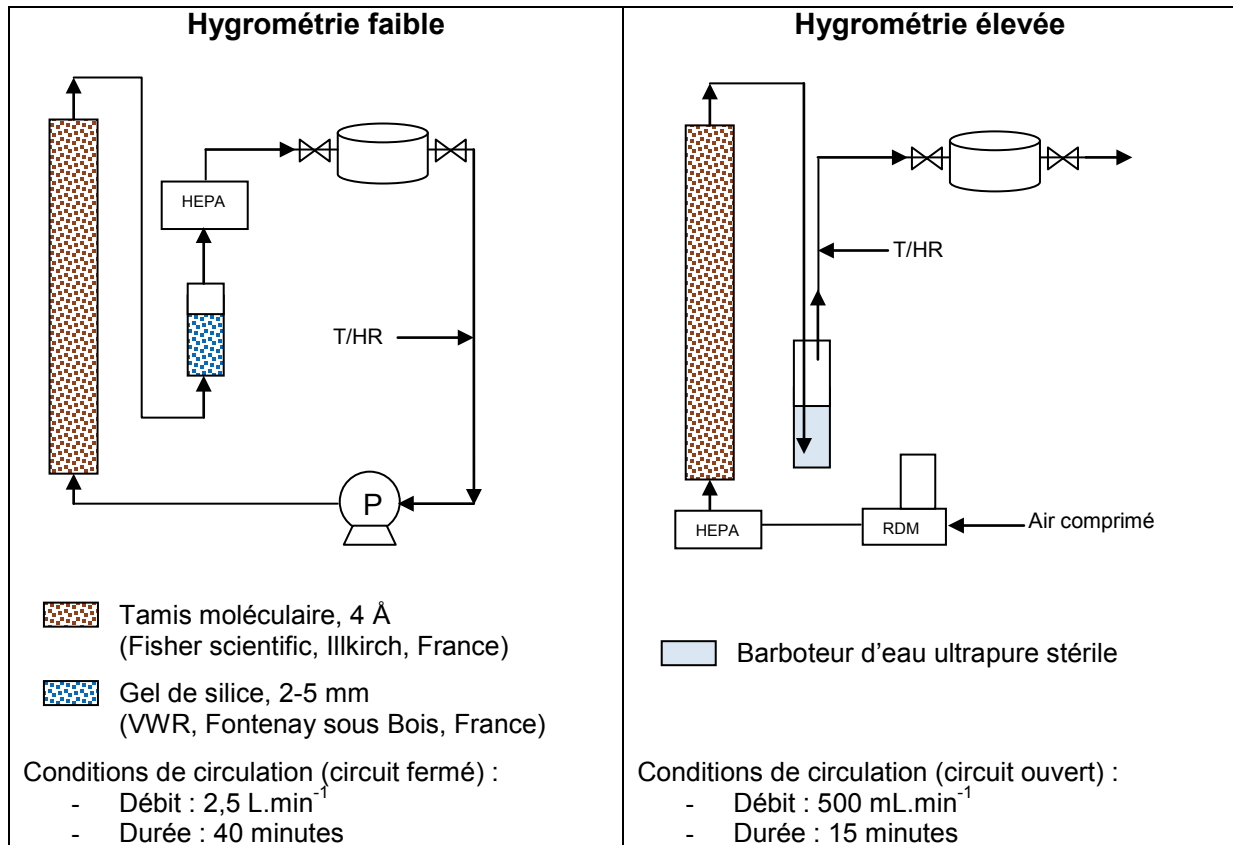 Hygrométrie faible
HEPA
T/HR
P
Tamis moléculaire, 4 Å
(Fisher scientific, Illkirch, France)
Gel de silice, 2-5 mm
(VWR, Fontenay sous Bois, France)
Conditions de circulation (circuit fermé) :
- Débit : 2,5 L.min-1
- Durée : 40 minutes
Hygrométrie élevée
T/HR
HEPA
RDM
Air comprimé
Barboteur d'eau ultrapure stérile
Conditions de circulation (circuit ouvert) :
- Débit : 500 mL.min-1
- Durée : 15 minutes